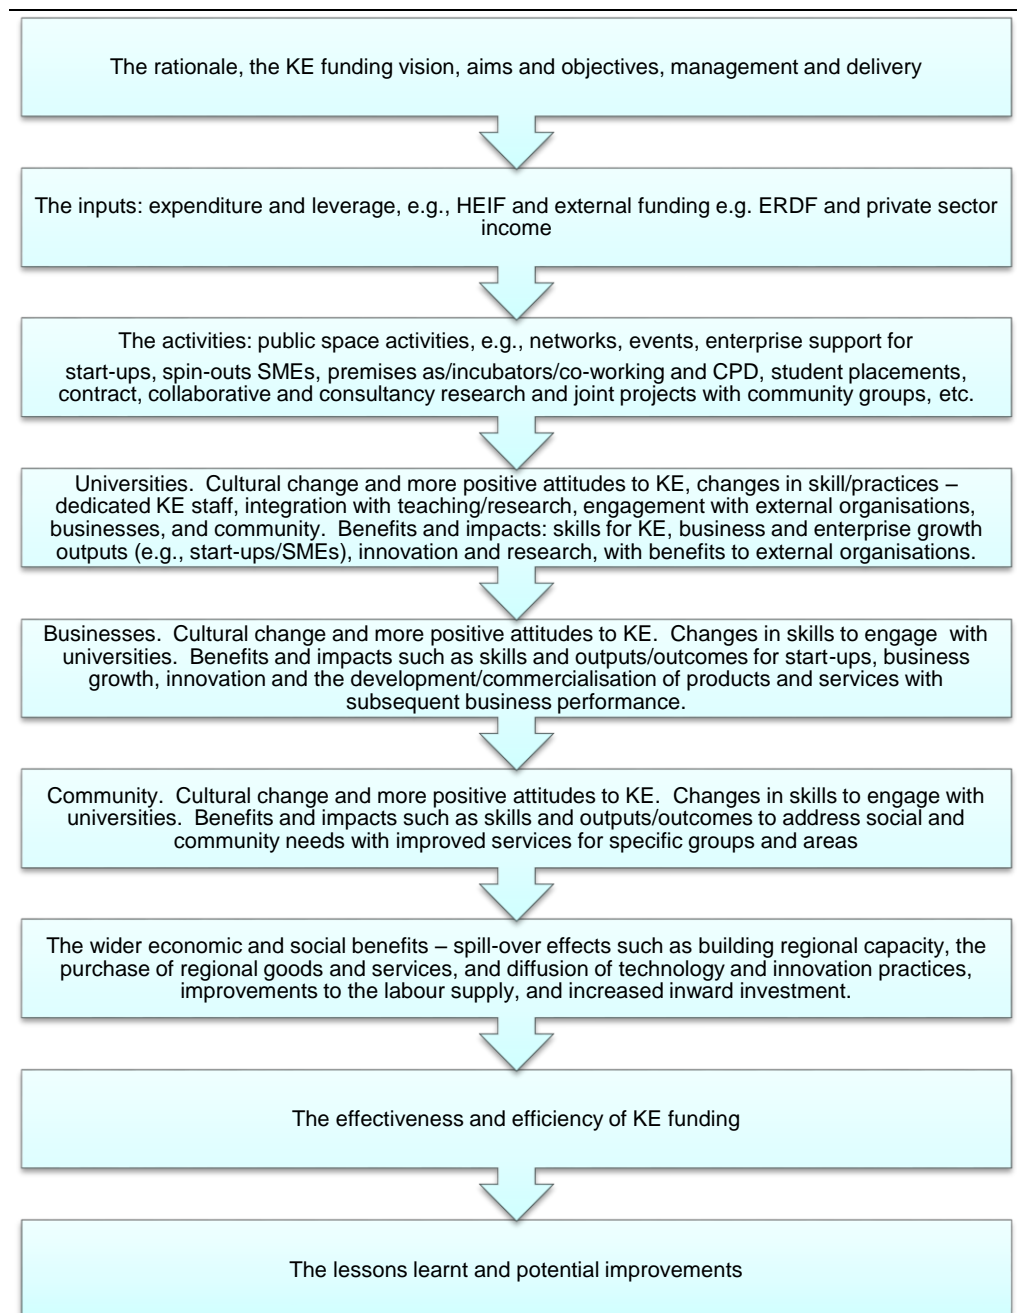 The rationale, the KE funding vision, aims and objectives, management and delivery
The inputs: expenditure and leverage, e.g., HEIF and external funding e.g. ERDF and private sector
income
The activities: public space activities, e.g., networks, events, enterprise support for
start-ups, spin-outs SMEs, premises as/incubators/co-working and CPD, student placements,
contract, collaborative and consultancy research and joint projects with community groups, etc.
Universities.  Cultural change and more positive attitudes to KE, changes in skill/practices –
dedicated KE staff, integration with teaching/research, engagement with external organisations,
businesses, and community.  Benefits and impacts: skills for KE, business and enterprise growth
outputs (e.g., start-ups/SMEs), innovation and research, with benefits to external organisations.
Businesses.  Cultural change and more positive attitudes to KE.  Changes in skills to engage  with
universities.  Benefits and impacts such as skills and outputs/outcomes for start-ups, business
growth, innovation and the development/commercialisation of products and services with
subsequent business performance.
Community.  Cultural change and more positive attitudes to KE.  Changes in skills to engage with
universities.  Benefits and impacts such as skills and outputs/outcomes to address social and
community needs with improved services for specific groups and areas
The wider economic and social benefits – spill-over effects such as building regional capacity, the
purchase of regional goods and services, and diffusion of technology and innovation practices,
improvements to the labour supply, and increased inward investment.
The effectiveness and efficiency of KE funding
The lessons learnt and potential improvements